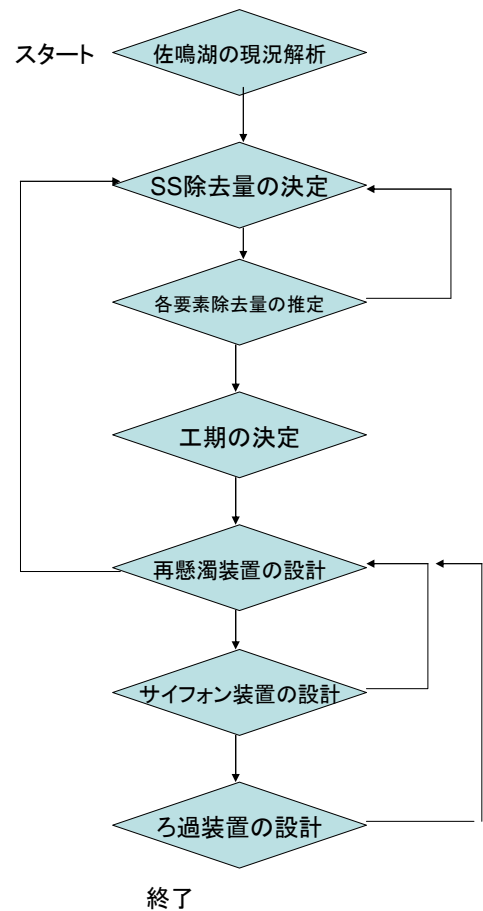 スタート
佐鳴湖の現況解析
SS除去量の決定
各要素除去量の推定
工期の決定
再懸濁装置の設計
サイフォン装置の設計
ろ過装置の設計
終了